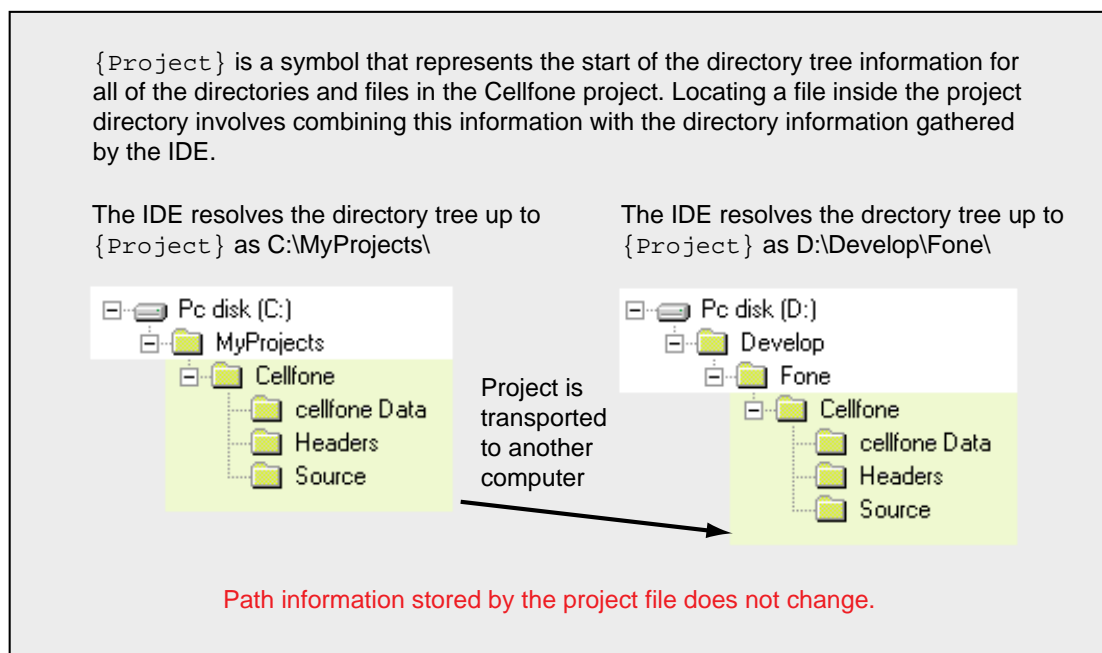 {Project} is a symbol that represents the start of the directory tree information for
all of the directories and files in the Cellfone project. Locating a file inside the project
directory involves combining this information with the directory information gathered
by the IDE.
The IDE resolves the directory tree up to
{Project} as C:\MyProjects\
The IDE resolves the drectory tree up to
{Project} as D:\Develop\Fone\
Pc disk (C:)
MyProjects
Cellfone
cellfone Data
Headers
Source
Project is
transported
to another
computer
Pc disk (D:)
Develop
Fone
Cellfone
cellfone Data
Headers
Source
Path information stored by the project file does not change.